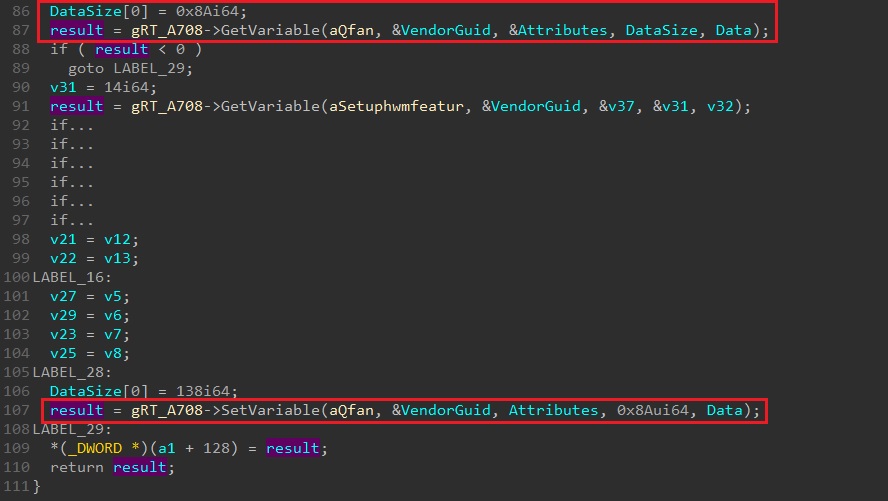 86 DataSize[0] = 0x8Ai64;
87 result = gRT_A708->GetVariable(aQfan, &VendorGuid, &Attributes, DataSize, Data);
88 if ( result < 0 )
89 goto LABEL_29;
90 v31 = 14i64;
91 result = gRT_A708->GetVariable(aSetuphwmfeatur, &VendorGuid, &v37, &v31, v32);
92 if...
93 if...
94 if...
95 if...
96 if...
97 if...
98 v21 = v12;
99 v22 = v13;
100 LABEL_16:
101 v27 = v5;
102 v29 = v6;
103 v23 = v7;
104 v25 = v8;
105 LABEL_28:
106 DataSize[0] = 138i64;
107 result = gRT_A708->SetVariable(aQfan, &VendorGuid, Attributes, 0x8Aui64, Data);
108 LABEL_29:
109 *(_DWORD *)(a1 + 128) = result;
110 return result;
111 }